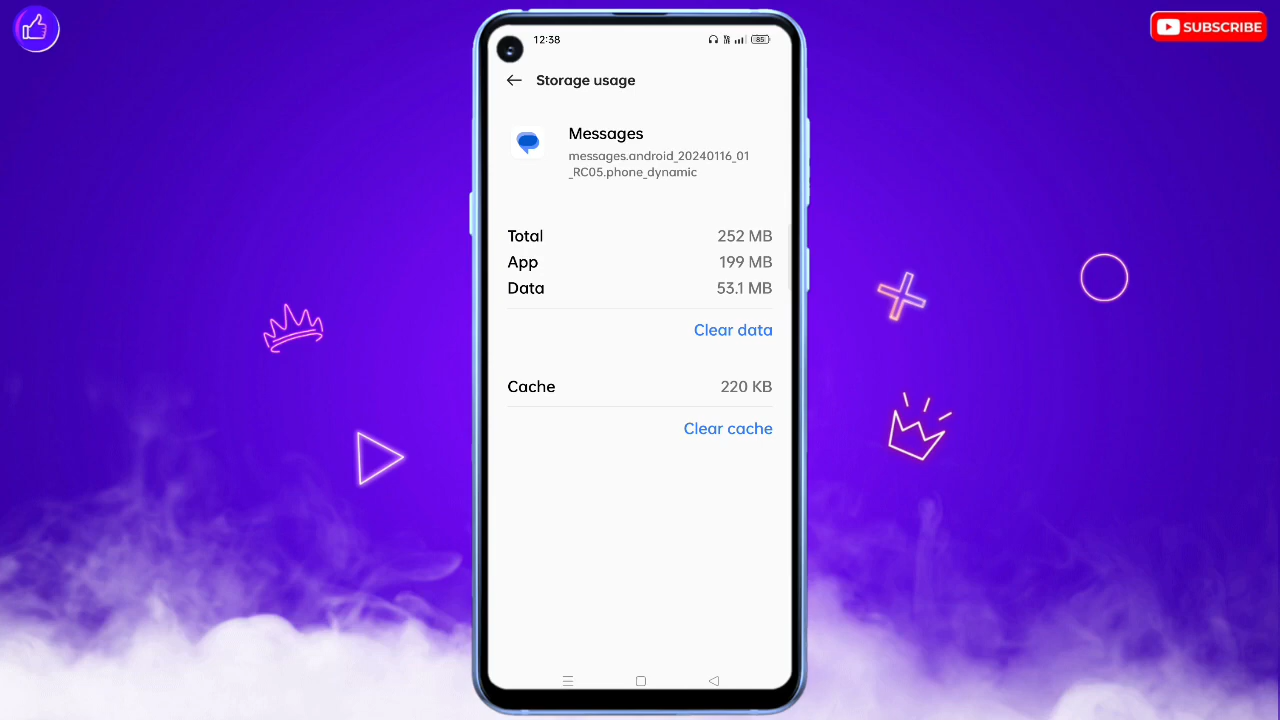 SUBSCRIBE
12:38
85
Storage usage
Messages
messages.android_20240116_01
_RC05.phone_dynamic
Total 252 MB
App 199 MB
Data 53.1 MB
Clear data
Cache 220 KB
Clear cache